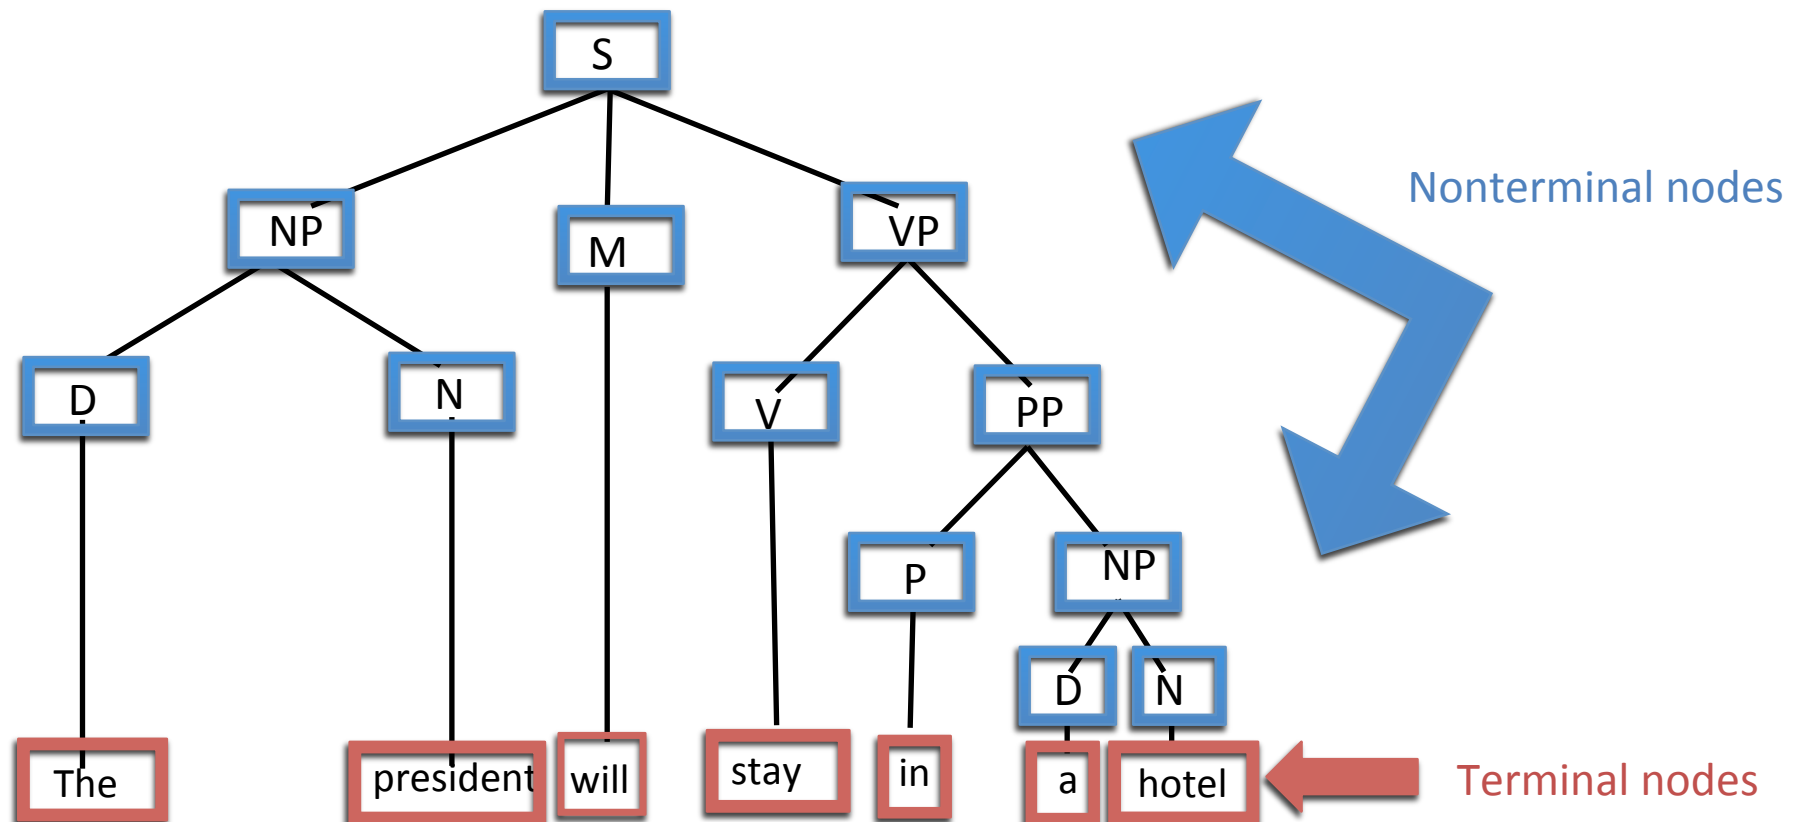 S
Nonterminal nodes
NP M VP
D N V PP
P NP
D N
The president will stay in a hotel
Terminal nodes